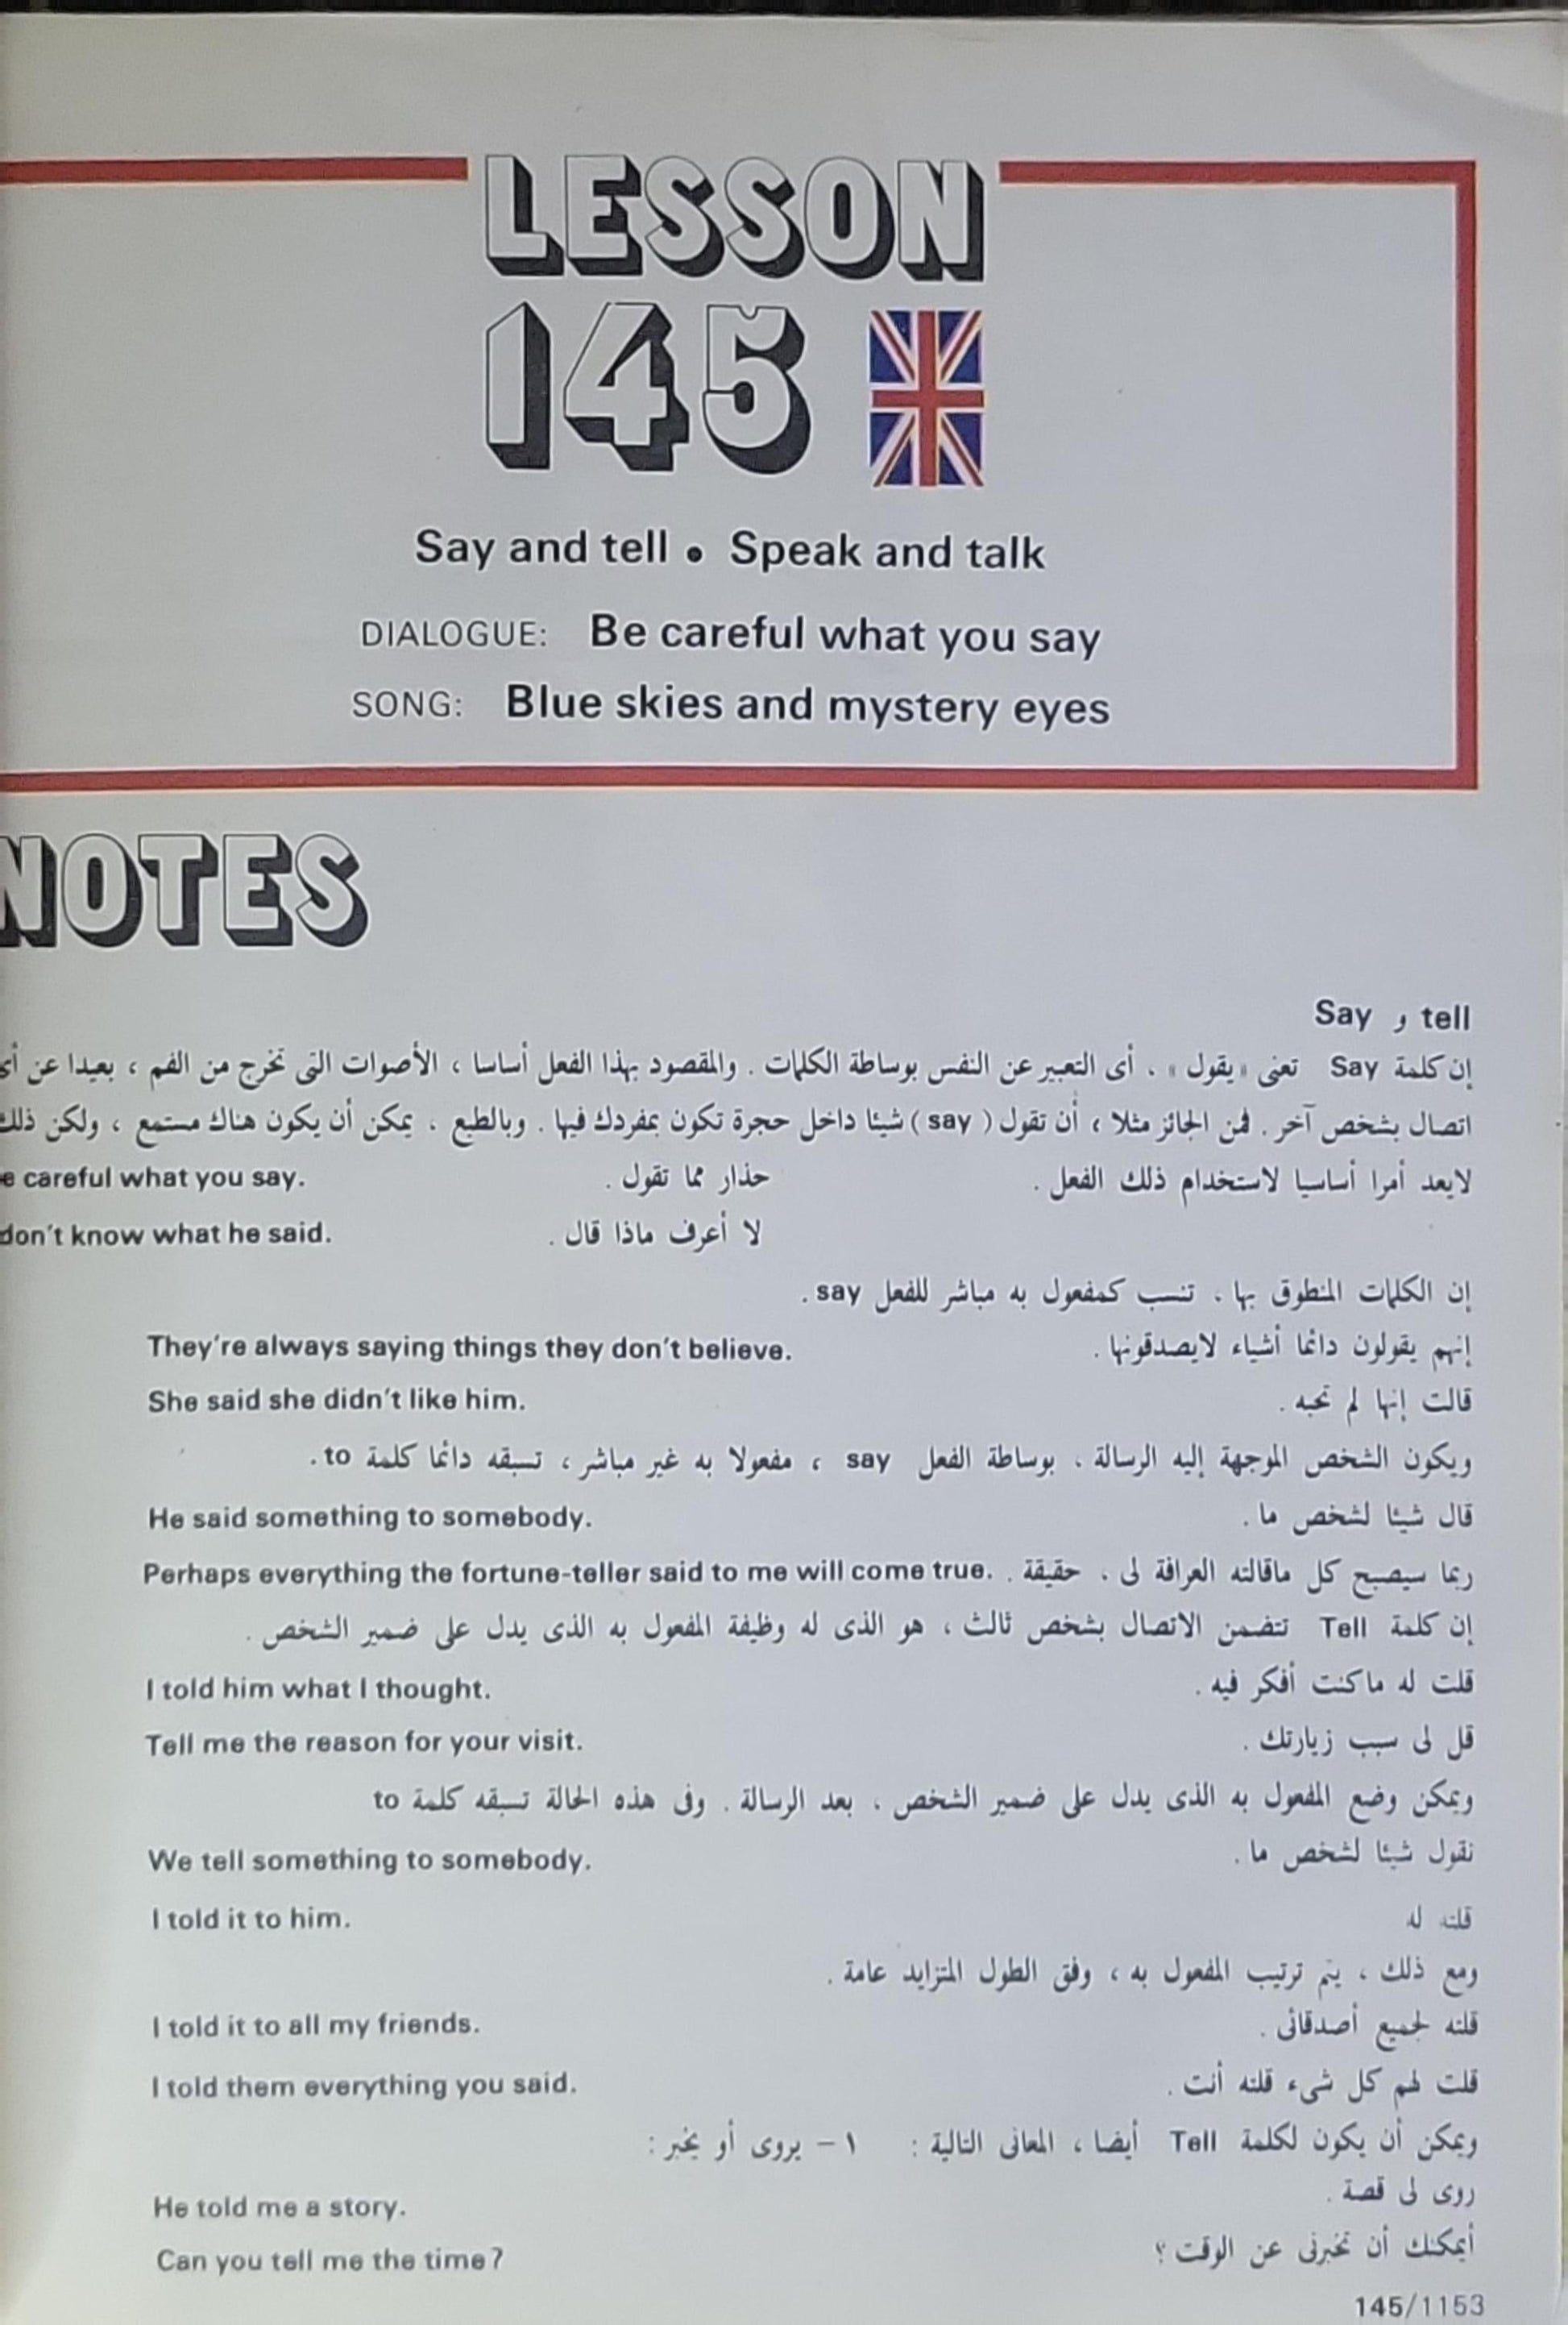 LESSON
145
Say and tell • Speak and talk
DIALOGUE: Be careful what you say
SONG: Blue skies and mystery eyes
NOTES
Say و tell
إن كلمة Say تعنى «يقول» ، أى التعبير عن النفس بوساطة الكلمات . والمقصود بهذا الفعل أساسا ، الأصوات التى تخرج من الفم ، بعيدا عن أى
اتصال بشخص آخر . فمن الجائز مثلا ، أن تقول ( say ) شيئا داخل حجرة تكون بمفردك فيها . وبالطبع ، يمكن أن يكون هناك مستمع ، ولكن ذلك
لايعد أمرا أساسيا لاستخدام ذلك الفعل . حذار مما تقول . e careful what you say.
لا أعرف ماذا قال . don't know what he said.
إن الكلمات المنطوق بها ، تنسب كمفعول به مباشر للفعل say .
They're always saying things they don't believe. إنهم يقولون دائما أشياء لايصدقونها .
She said she didn't like him. قالت إنها لم تحبه .
ويكون الشخص الموجهة إليه الرسالة ، بوساطة الفعل say ، مفعولا به غير مباشر ، تسبقه دائما كلمة to .
He said something to somebody. قال شيئا لشخص ما .
Perhaps everything the fortune-teller said to me will come true. ربما سيصبح كل ماقالته العرافة لى ، حقيقة .
إن كلمة Tell تتضمن الاتصال بشخص ثالث ، هو الذى له وظيفة المفعول به الذى يدل على ضمير الشخص .
I told him what I thought. قلت له ماكنت أفكر فيه .
Tell me the reason for your visit. قل لى سبب زيارتك .
ويمكن وضع المفعول به الذى يدل على ضمير الشخص ، بعد الرسالة . وفى هذه الحالة تسبقه كلمة to
We tell something to somebody. نقول شيئا لشخص ما .
I told it to him. قلته له
ومع ذلك ، يتم ترتيب المفعول به ، وفق الطول المتزايد عامة .
I told it to all my friends. قلته لجميع أصدقائى .
I told them everything you said. قلت لهم كل شىء قلته أنت .
ويمكن أن يكون لكلمة Tell أيضا ، المعانى التالية : ١ – يروى أو يخبر :
He told me a story. روى لى قصة .
Can you tell me the time? أيمكنك أن تخبرنى عن الوقت ؟
145/1153